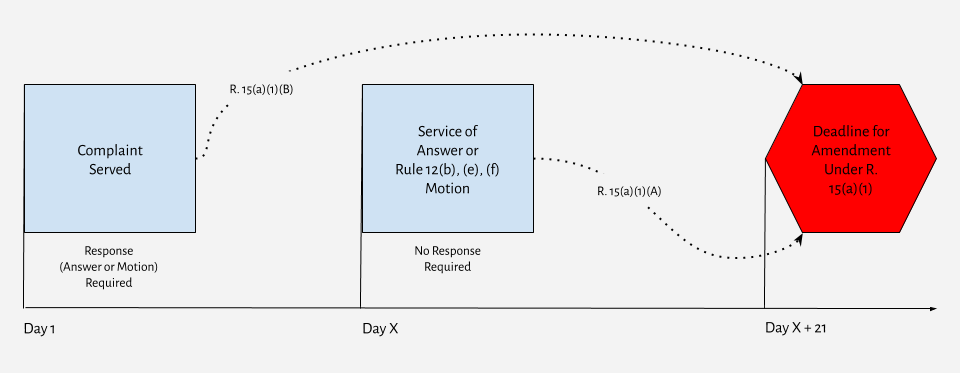 R. 15(a)(1)(B)
Complaint
Served
Service of
Answer or
Rule 12(b), (e), (f)
Motion
Deadline for
Amendment
Under R.
15(a)(1)
R. 15(a)(1)(A)
Response
(Answer or Motion)
Required
No Response
Required
Day 1
Day X
Day X + 21